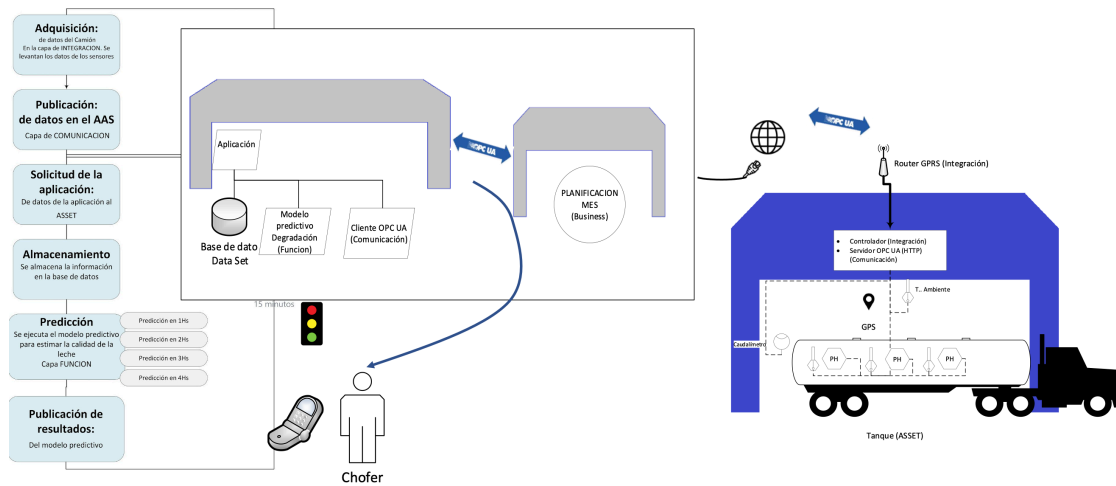 Adquisición:
de datos del Camión
En la capa de INTEGRACION. Se
levantan los datos de los sensores
Publicación:
de datos en el AAS
Capa de COMUNICACION
Solicitud de la
aplicación:
De datos de la aplicación al
ASSET
Almacenamiento
Se almacena la información
en la base de datos
Predicción
Se ejecuta el modelo predictivo
para estimar la calidad de la
leche
Capa FUNCION
Predicción en 1Hs
Predicción en 2Hs
Predicción en 3Hs
Predicción en 4Hs
Publicación de
resultados:
Del modelo predictivo
Aplicación
Base de dato
Data Set
Modelo
predictivo
Degradación
(Funcion)
Cliente OPC UA
(Comunicación)
OPC UA
PLANIFICACION
MES
(Business)
15 minutos
Chofer
OPC UA
Router GPRS (Integración)
• Controlador (Integración)
• Servidor OPC UA (HTTP)
(Comunicación)
T.. Ambiente
GPS
Caudalímetro
PH
PH
PH
Tanque (ASSET)